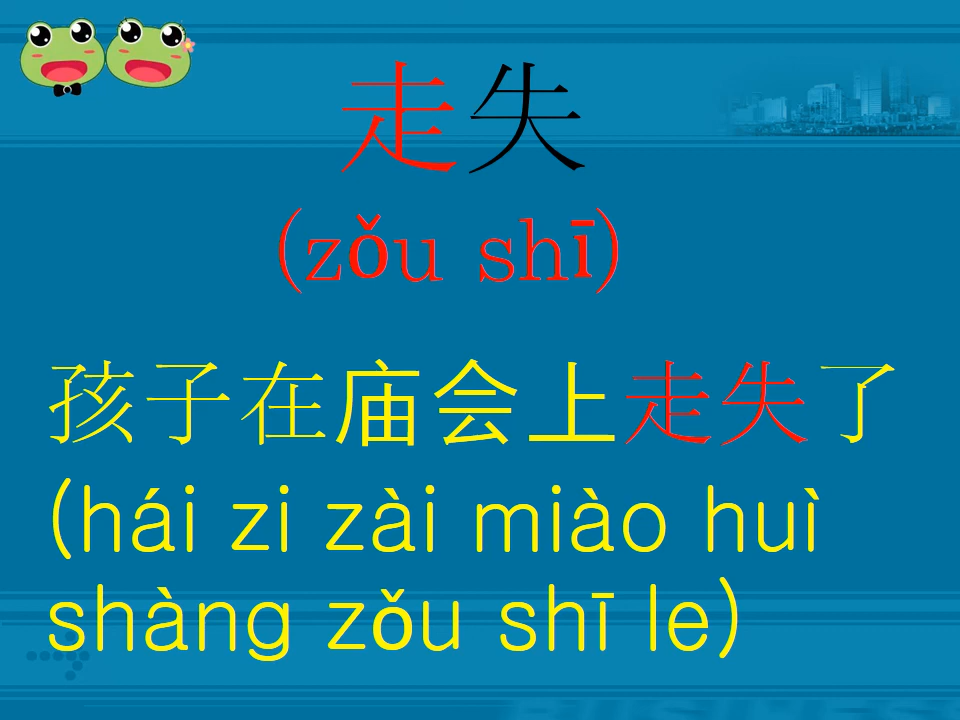 走失
(zǒu shī)
孩子在庙会上走失了
(hái zi zài miào huì
shàng zǒu shī le)